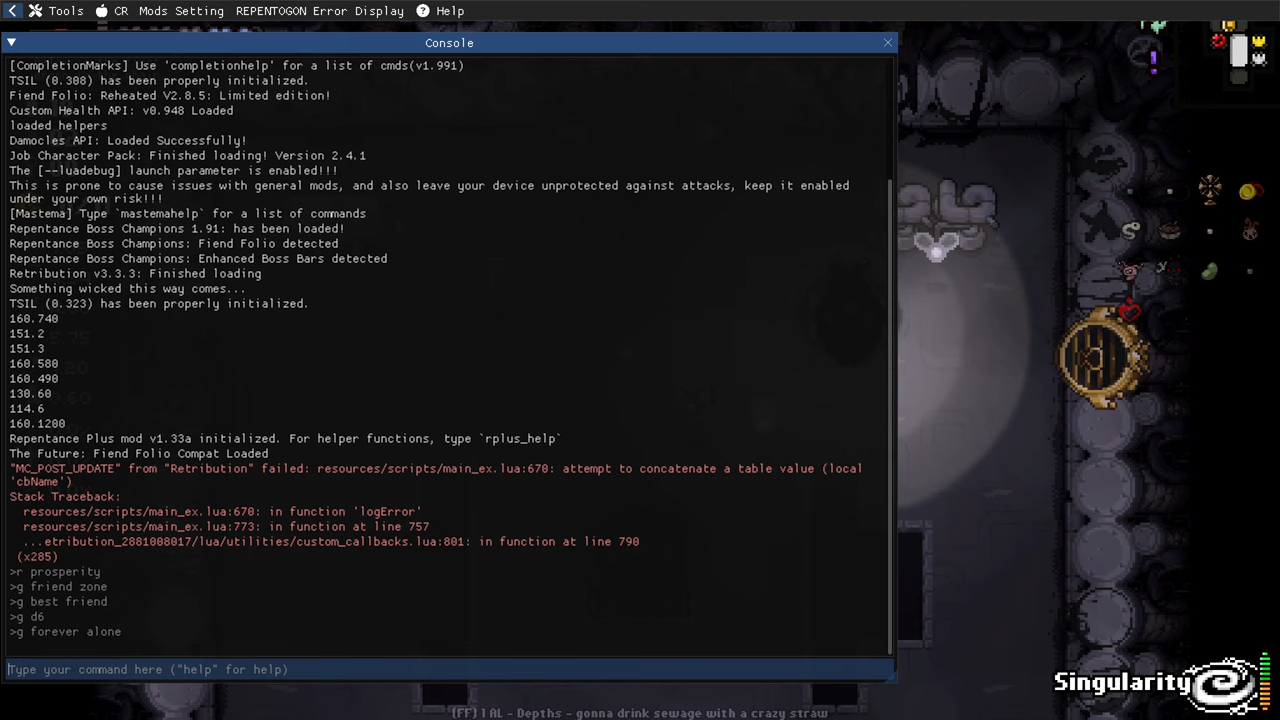 Tools CR Mods Setting REPENTOGON Error Display Help
Console
[CompletionMarks] Use 'completionhelp' for a list of cmds(v1.991)
TSIL (0.308) has been properly initialized.
Fiend Folio: Reheated V2.8.5: Limited edition!
Custom Health API: v0.948 Loaded
loaded helpers
Damocles API: Loaded Successfully!
Job Character Pack: Finished loading! Version 2.4.1
The [--luadebug] launch parameter is enabled!!!
This is prone to cause issues with general mods, and also leave your device unprotected against attacks, keep it enabled
under your own risk!!!
[Mastema] Type `mastemahelp` for a list of commands
Repentance Boss Champions 1.91: has been loaded!
Repentance Boss Champions: Fiend Folio detected
Repentance Boss Champions: Enhanced Boss Bars detected
Retribution v3.3.3: Finished loading
Something wicked this way comes...
TSIL (0.323) has been properly initialized.
160.740
151.2
151.3
160.580
160.490
130.60
114.6
160.1200
Repentance Plus mod v1.33a initialized. For helper functions, type `rplus_help`
The Future: Fiend Folio Compat Loaded
"MC_POST_UPDATE" from "Retribution" failed: resources/scripts/main_ex.lua:670: attempt to concatenate a table value (local
'cbName')
Stack Traceback:
resources/scripts/main_ex.lua:670: in function 'logError'
resources/scripts/main_ex.lua:773: in function at line 757
...etribution_2881008017/lua/utilities/custom_callbacks.lua:801: in function at line 790
(x285)
>r prosperity
>g friend zone
>g best friend
>g d6
>g forever alone
Type your command here ("help" for help)
Singularity
(FF) 1 AL - Depths - gonna drink sewage with a crazy straw